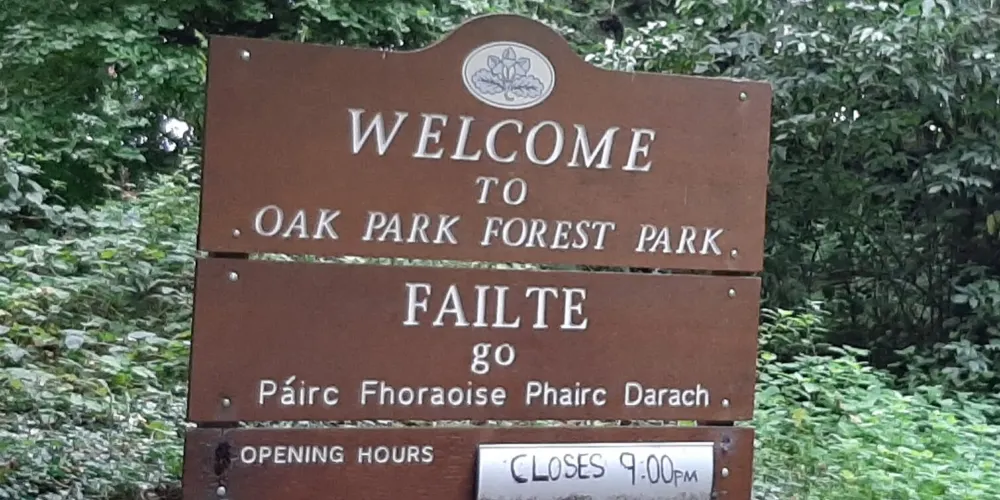 WELCOME
TO
OAK PARK FOREST PARK
FAILTE
go
Páirc Fhoraoise Phairc Darach
OPENING HOURS CLOSES 9:00PM